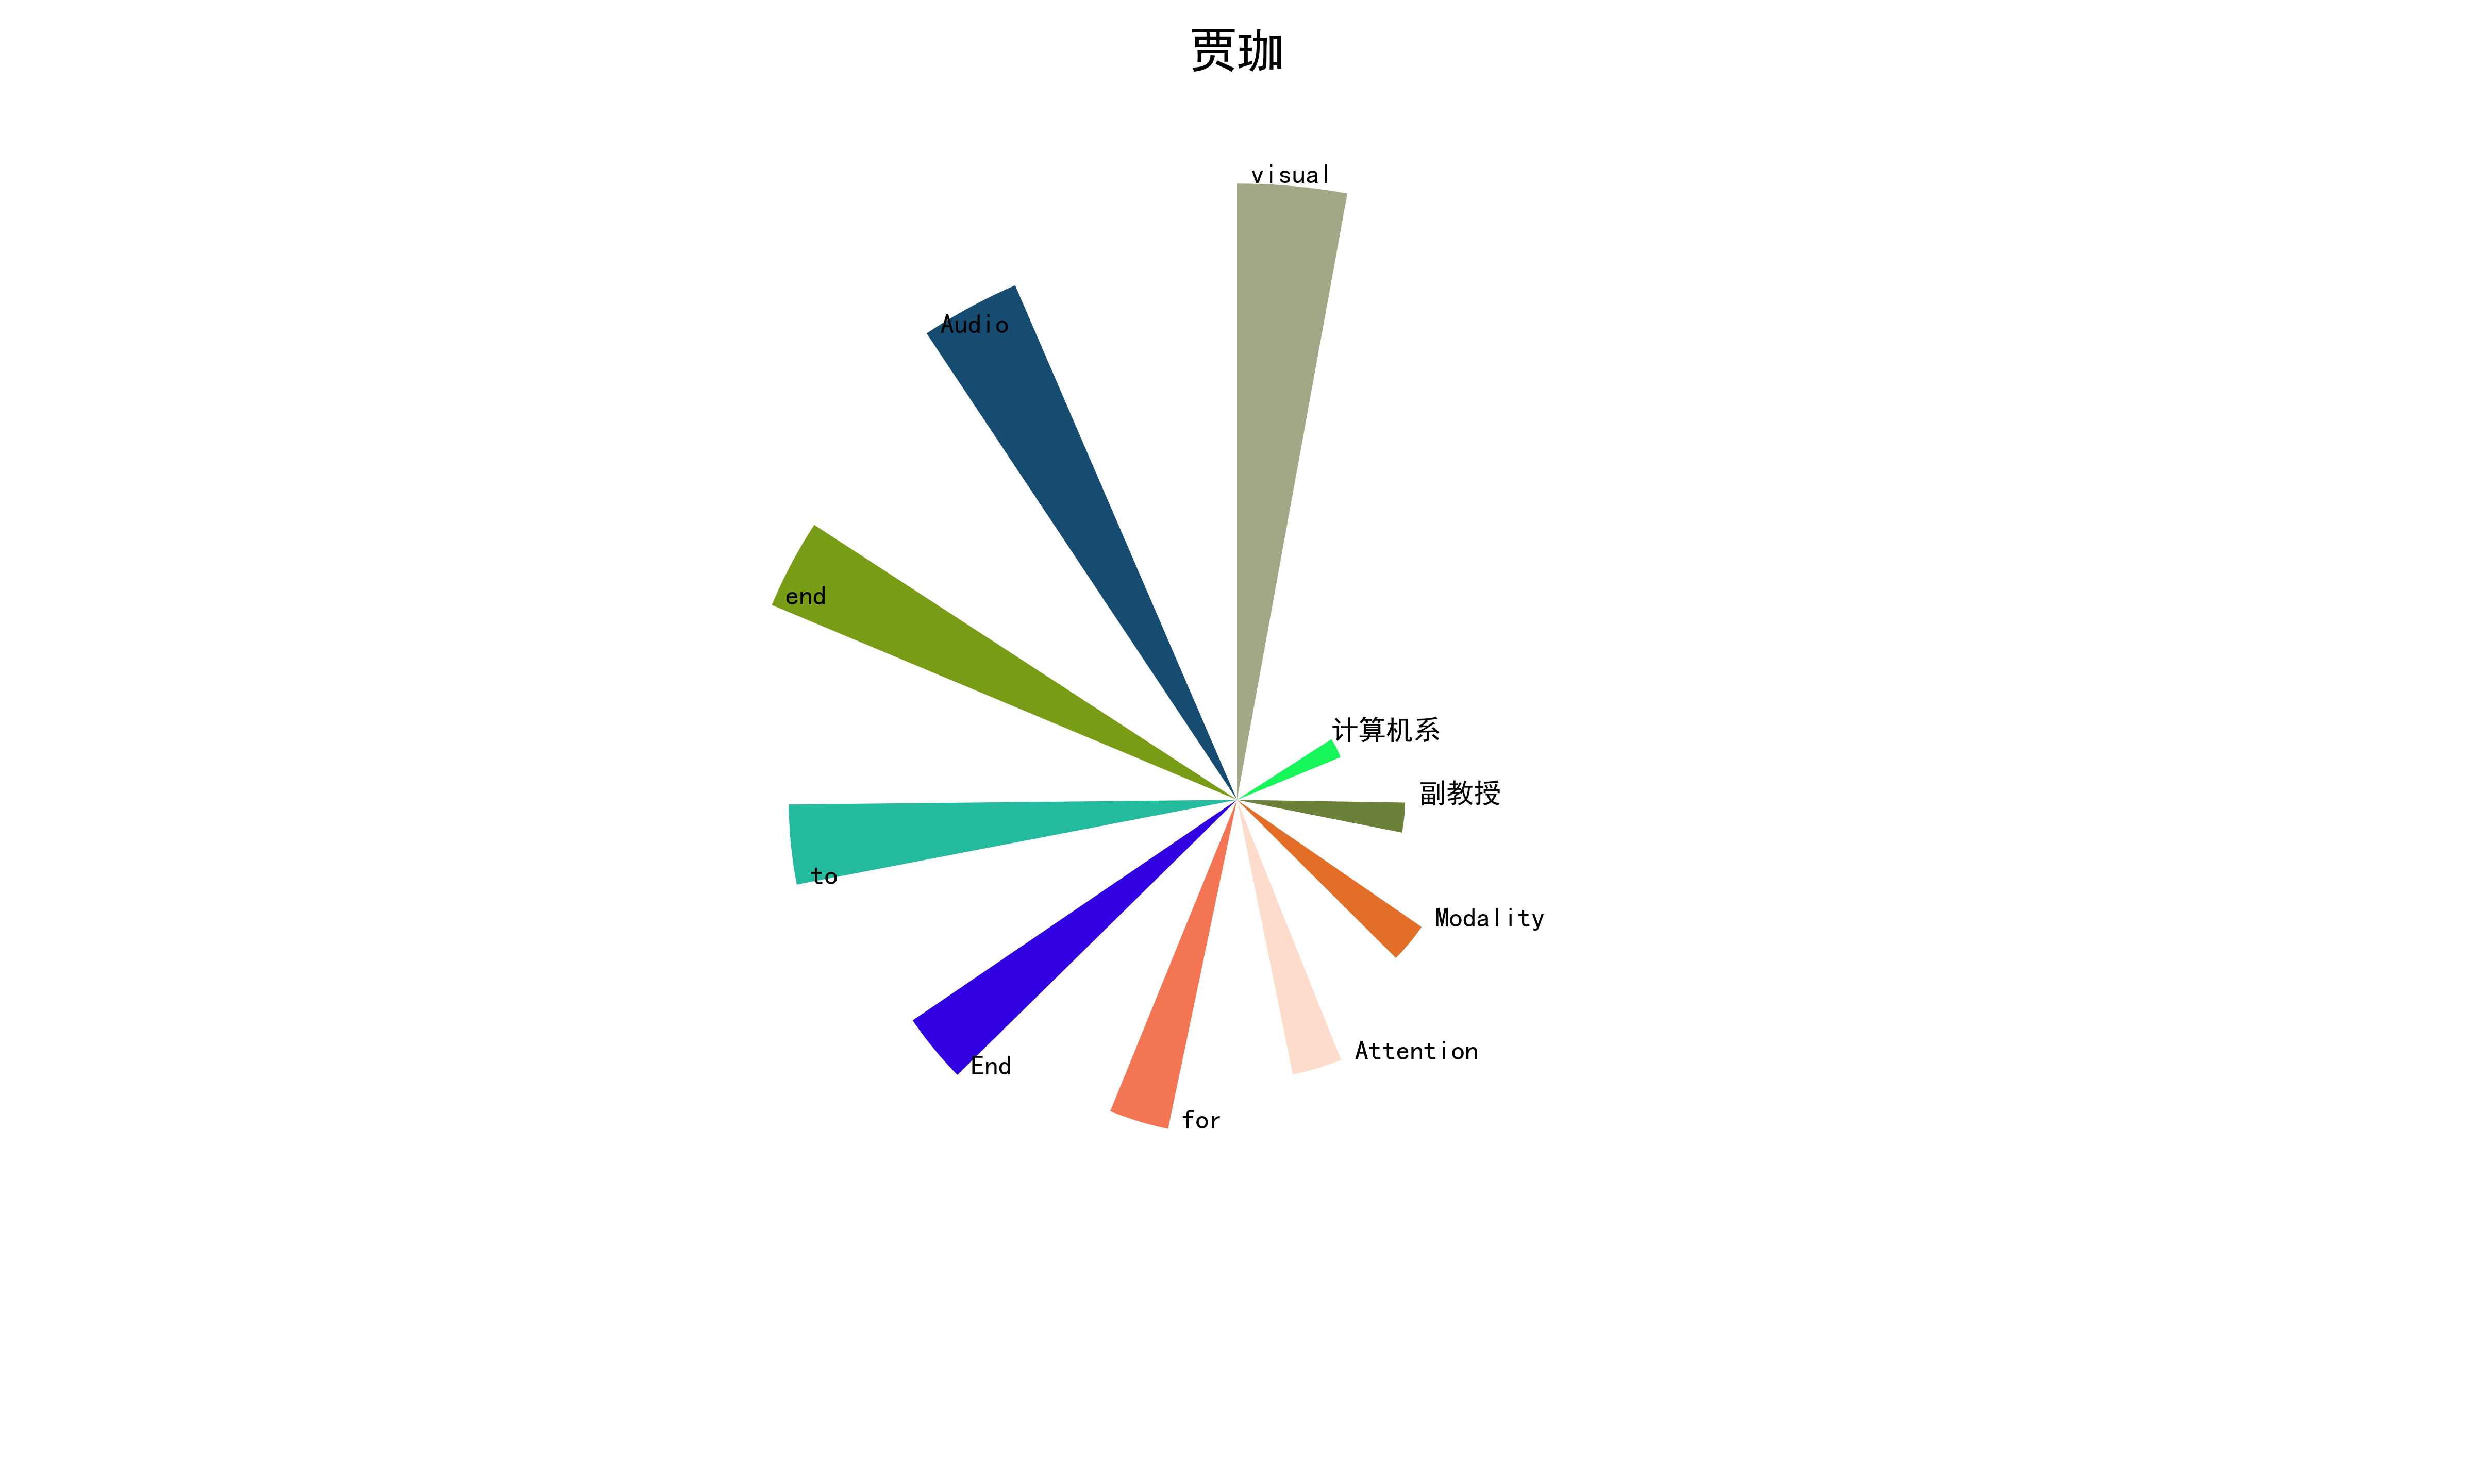 贾珈
visual
Audio
end
计算机系
副教授
to
Modality
Attention
End
for